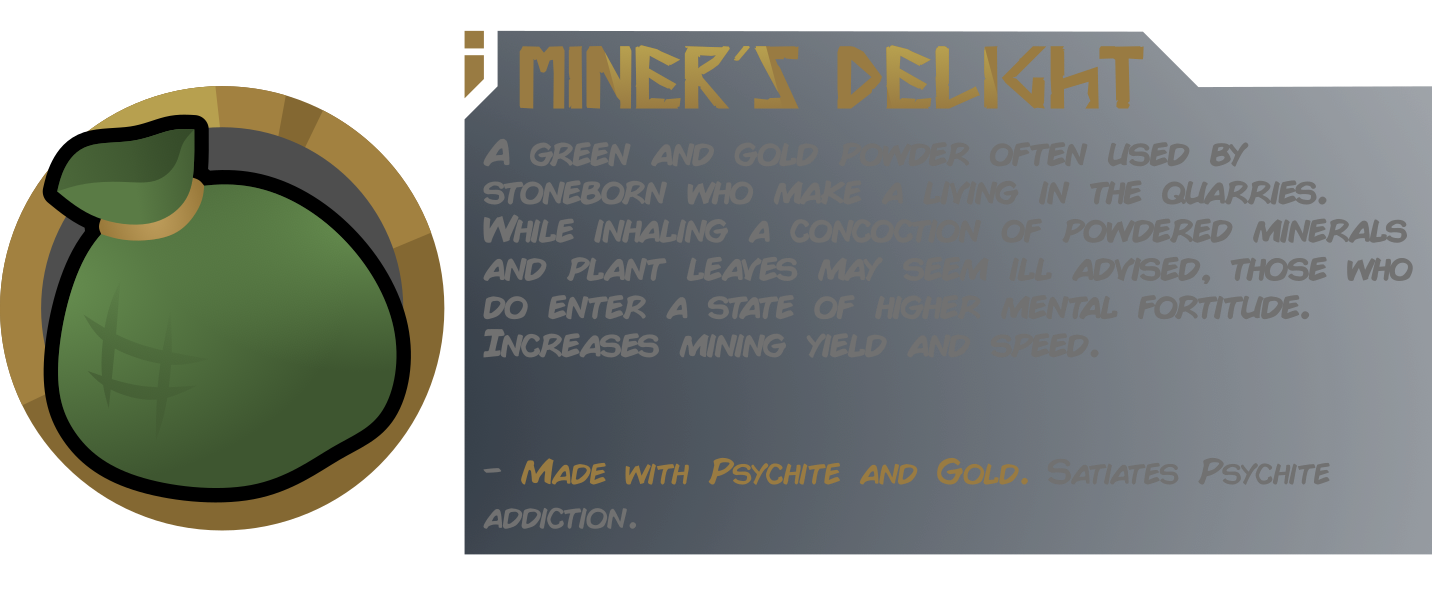 MINER'S DELIGHT
A GREEN AND GOLD POWDER OFTEN USED BY
STONEBORN WHO MAKE A LIVING IN THE QUARRIES.
WHILE INHALING A CONCOCTION OF POWDERED MINERALS
AND PLANT LEAVES MAY SEEM ILL ADVISED, THOSE WHO
DO ENTER A STATE OF HIGHER MENTAL FORTITUDE.
INCREASES MINING YIELD AND SPEED.
- MADE WITH PSYCHITE AND GOLD. SATIATES PSYCHITE
ADDICTION.